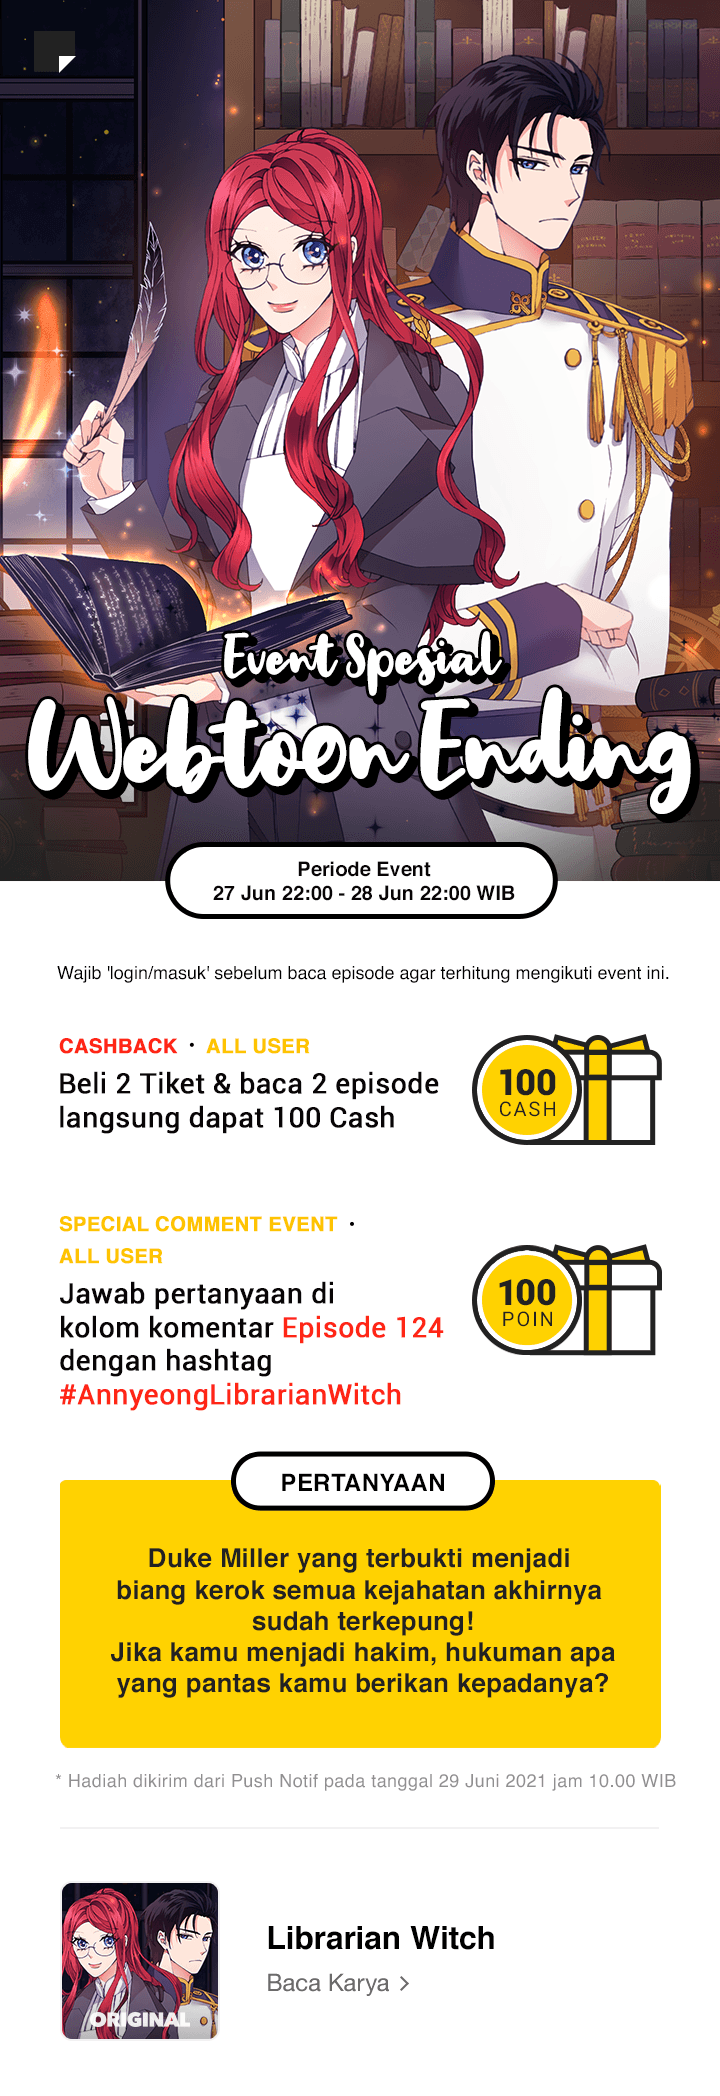 Event Spesial
Webtoon Ending
Periode Event
27 Jun 22:00 - 28 Jun 22:00 WIB
Wajib 'login/masuk' sebelum baca episode agar terhitung mengikuti event ini.
CASHBACK · ALL USER
Beli 2 Tiket & baca 2 episode
langsung dapat 100 Cash
100
CASH
SPECIAL COMMENT EVENT ·
ALL USER
Jawab pertanyaan di
kolom komentar Episode 124
dengan hashtag
#AnnyeongLibrarianWitch
100
POIN
PERTANYAAN
Duke Miller yang terbukti menjadi
biang kerok semua kejahatan akhirnya
sudah terkepung!
Jika kamu menjadi hakim, hukuman apa
yang pantas kamu berikan kepadanya?
* Hadiah dikirim dari Push Notif pada tanggal 29 Juni 2021 jam 10.00 WIB
ORIGINAL
Librarian Witch
Baca Karya >